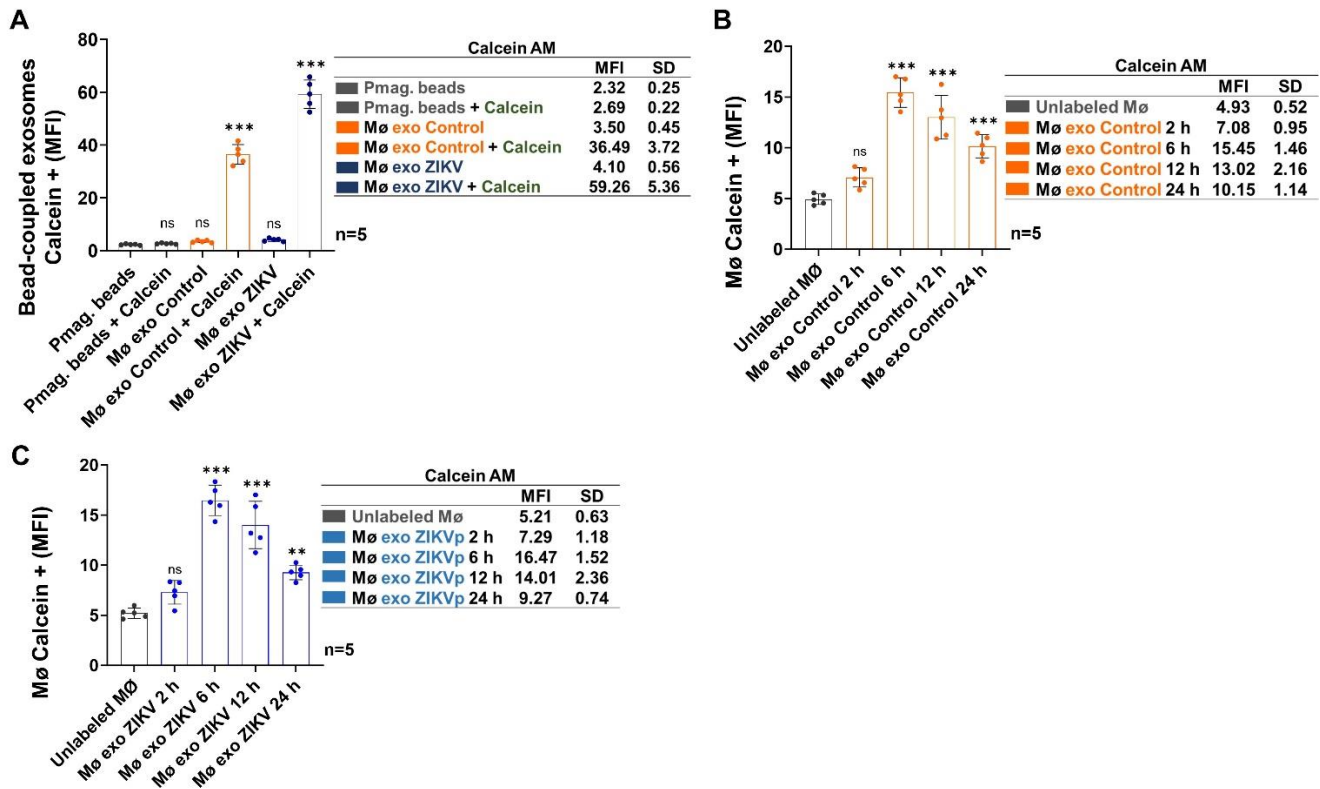 A
Bead-coupled exosomes
Calcein + (MFI)
80
60
40
20
0
ns
ns
***
ns
***
Pmag. beads
Pmag. beads + Calcein
Mø exo Control
Mø exo Control + Calcein
Mø exo ZIKV
Mø exo ZIKV + Calcein
Calcein AM
MFI SD
Pmag. beads 2.32 0.25
Pmag. beads + Calcein 2.69 0.22
Mø exo Control 3.50 0.45
Mø exo Control + Calcein 36.49 3.72
Mø exo ZIKV 4.10 0.56
Mø exo ZIKV + Calcein 59.26 5.36
n=5
B
Mø Calcein + (MFI)
20
15
10
5
0
ns
***
***
***
Unlabeled MØ
Mø exo Control 2 h
Mø exo Control 6 h
Mø exo Control 12 h
Mø exo Control 24 h
Calcein AM
MFI SD
Unlabeled Mø 4.93 0.52
Mø exo Control 2 h 7.08 0.95
Mø exo Control 6 h 15.45 1.46
Mø exo Control 12 h 13.02 2.16
Mø exo Control 24 h 10.15 1.14
n=5
C
Mø Calcein + (MFI)
20
15
10
5
0
ns
***
***
**
Unlabeled MØ
Mø exo ZIKV 2 h
Mø exo ZIKV 6 h
Mø exo ZIKV 12 h
Mø exo ZIKV 24 h
Calcein AM
MFI SD
Unlabeled Mø 5.21 0.63
Mø exo ZIKVp 2 h 7.29 1.18
Mø exo ZIKVp 6 h 16.47 1.52
Mø exo ZIKVp 12 h 14.01 2.36
Mø exo ZIKVp 24 h 9.27 0.74
n=5